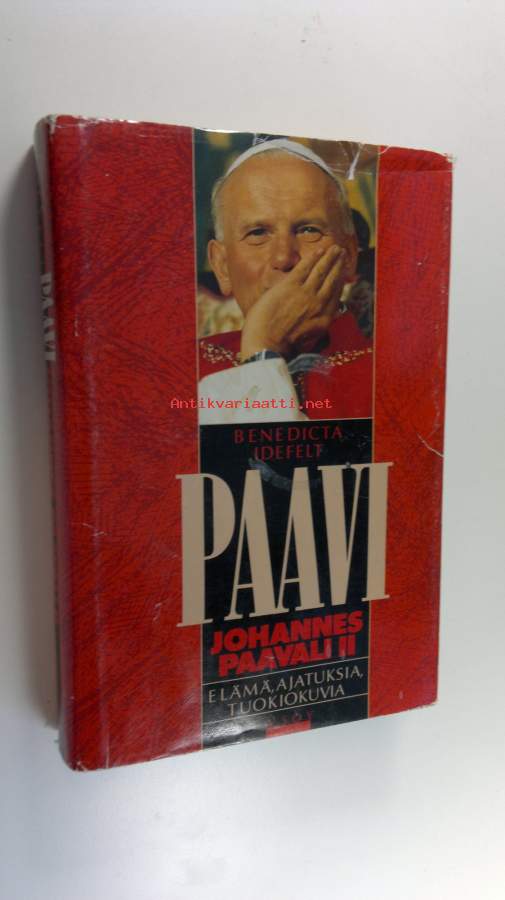 PAAVI
Antikvariaatti.net
BENEDICTA
IDEFELT
PAAVI
JOHANNES
PAAVALI II
ELÄMÄ, AJATUKSIA,
TUOKIOKUVIA